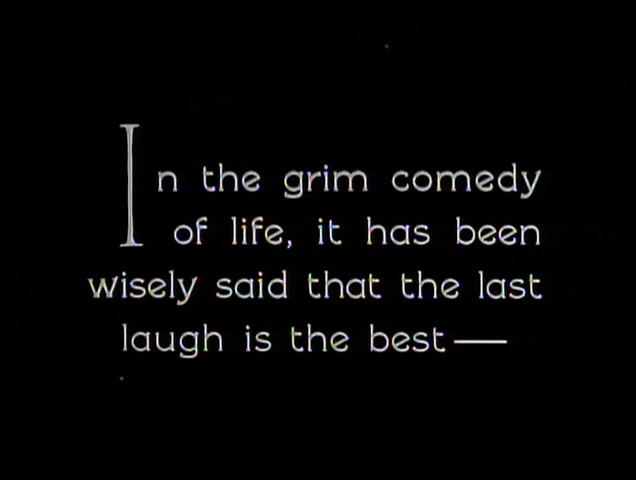 In the grim comedy
of life, it has been
wisely said that the last
laugh is the best—